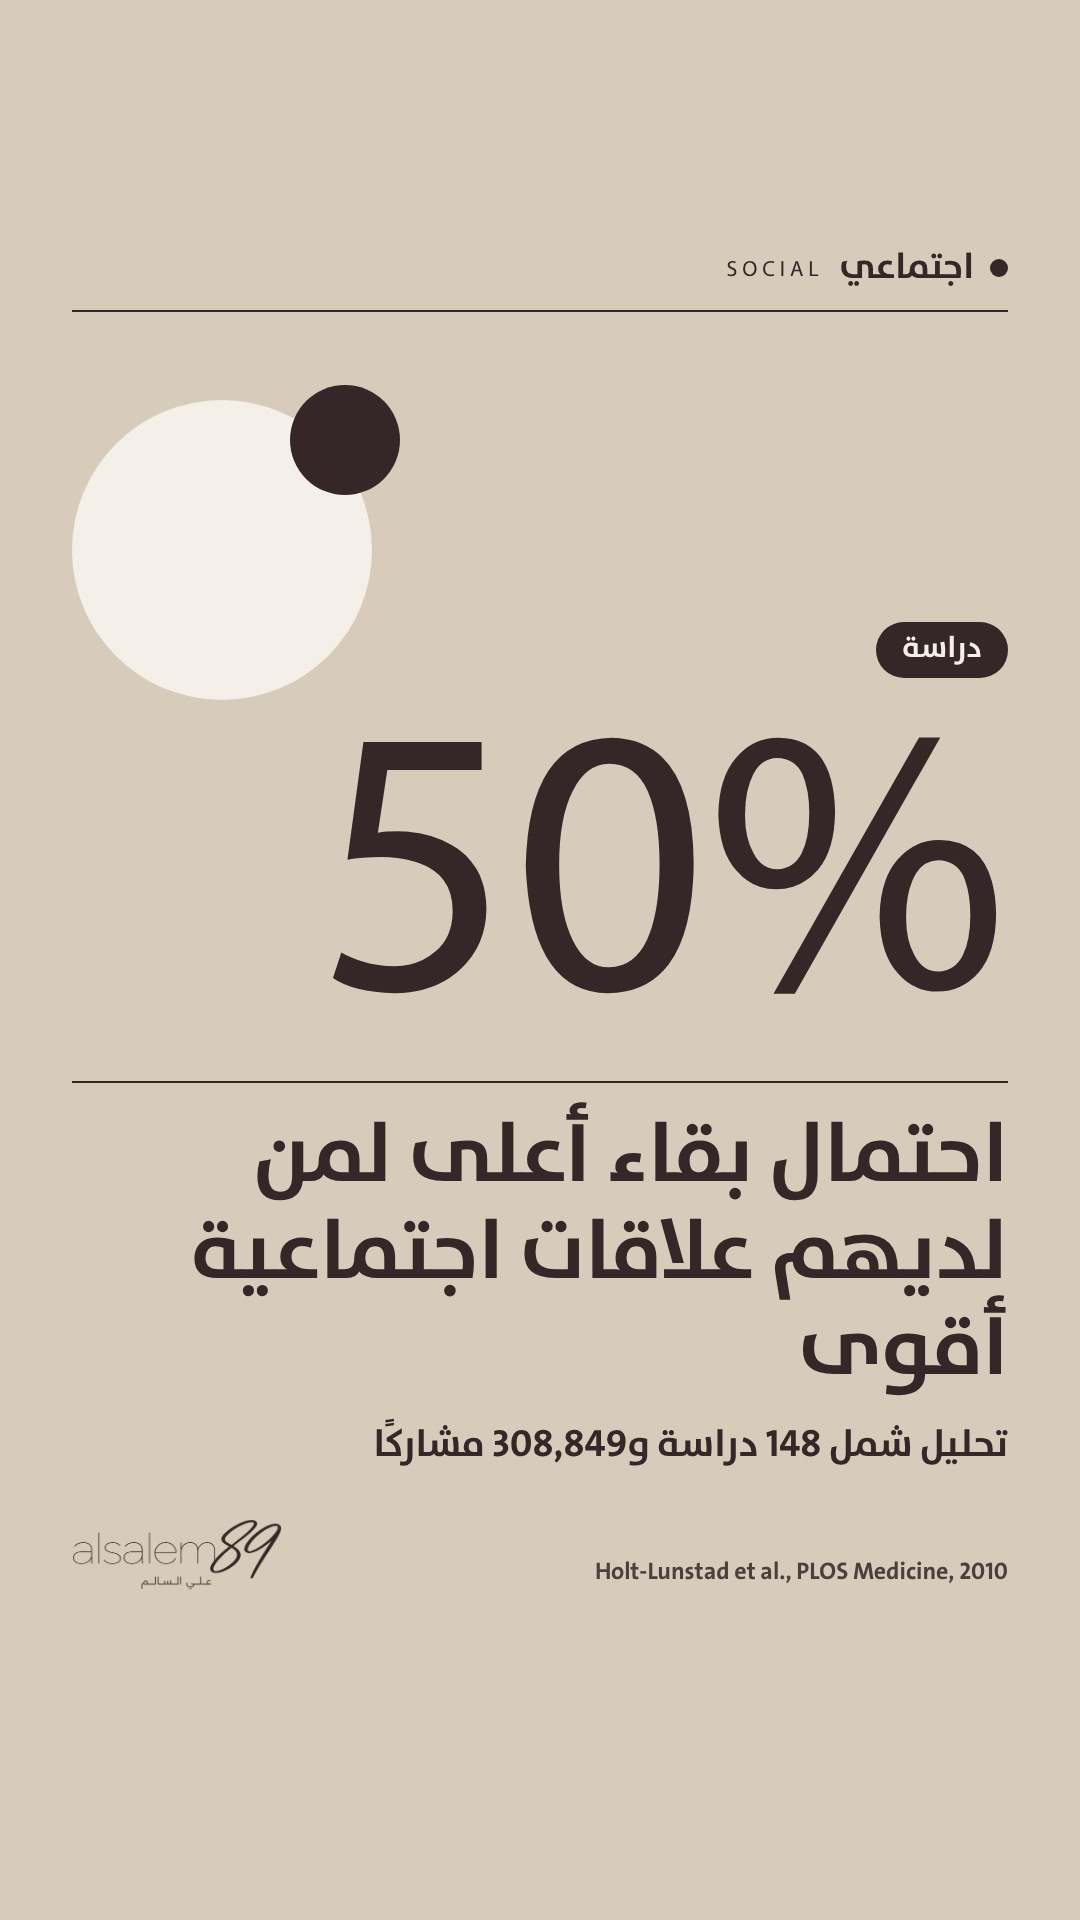 اجتماعي SOCIAL
دراسة
50%
احتمال بقاء أعلى لمن
لديهم علاقات اجتماعية
أقوى
تحليل شمل 148 دراسة و308,849 مشاركًا
Holt-Lunstad et al., PLOS Medicine, 2010
alsalem89
علي السالم